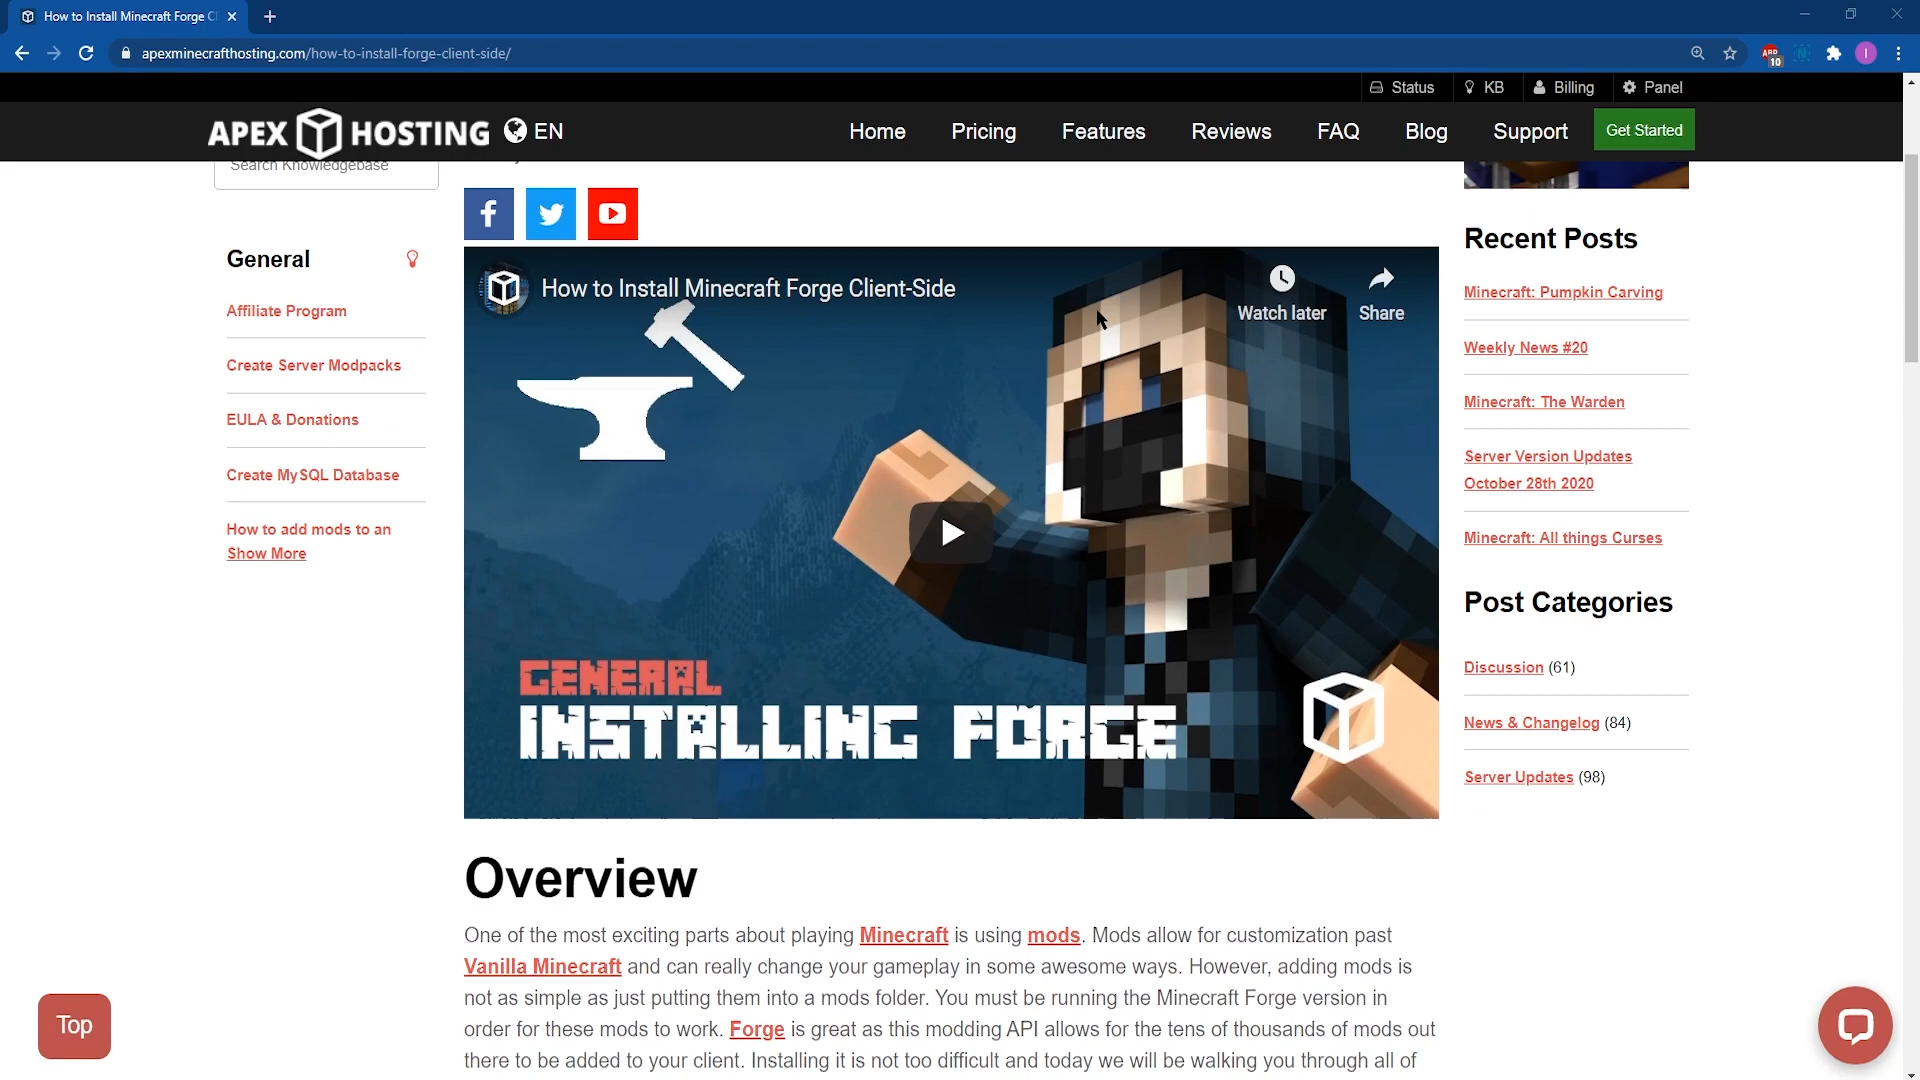 How to Install Minecraft Forge Cl
apexminecrafthosting.com/how-to-install-forge-client-side/
ABP
10
N
I
Status
KB
Billing
Panel
APEX HOSTING
EN
Home
Pricing
Features
Reviews
FAQ
Blog
Support
Get Started
Search Knowledgebase
General
Affiliate Program
Create Server Modpacks
EULA & Donations
Create MySQL Database
How to add mods to an
Show More
How to Install Minecraft Forge Client-Side
Watch later
Share
GENERAL
INSTALLING FORGE
Overview
One of the most exciting parts about playing Minecraft is using mods. Mods allow for customization past
Vanilla Minecraft and can really change your gameplay in some awesome ways. However, adding mods is
not as simple as just putting them into a mods folder. You must be running the Minecraft Forge version in
order for these mods to work. Forge is great as this modding API allows for the tens of thousands of mods out
there to be added to your client. Installing it is not too difficult and today we will be walking you through all of
Recent Posts
Minecraft: Pumpkin Carving
Weekly News #20
Minecraft: The Warden
Server Version Updates
October 28th 2020
Minecraft: All things Curses
Post Categories
Discussion (61)
News & Changelog (84)
Server Updates (98)
Top